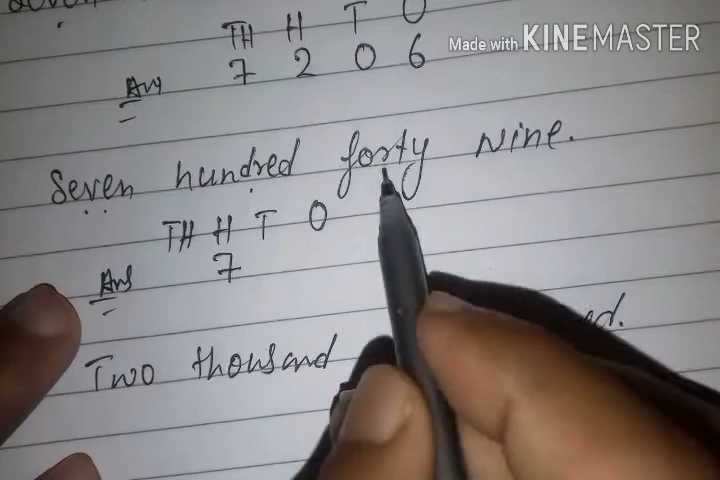 TH H T O
Made with KINEMASTER
Ans 7 2 0 6
Seven hundred forty Nine.
TH H T O
Ans 7
Two thousand